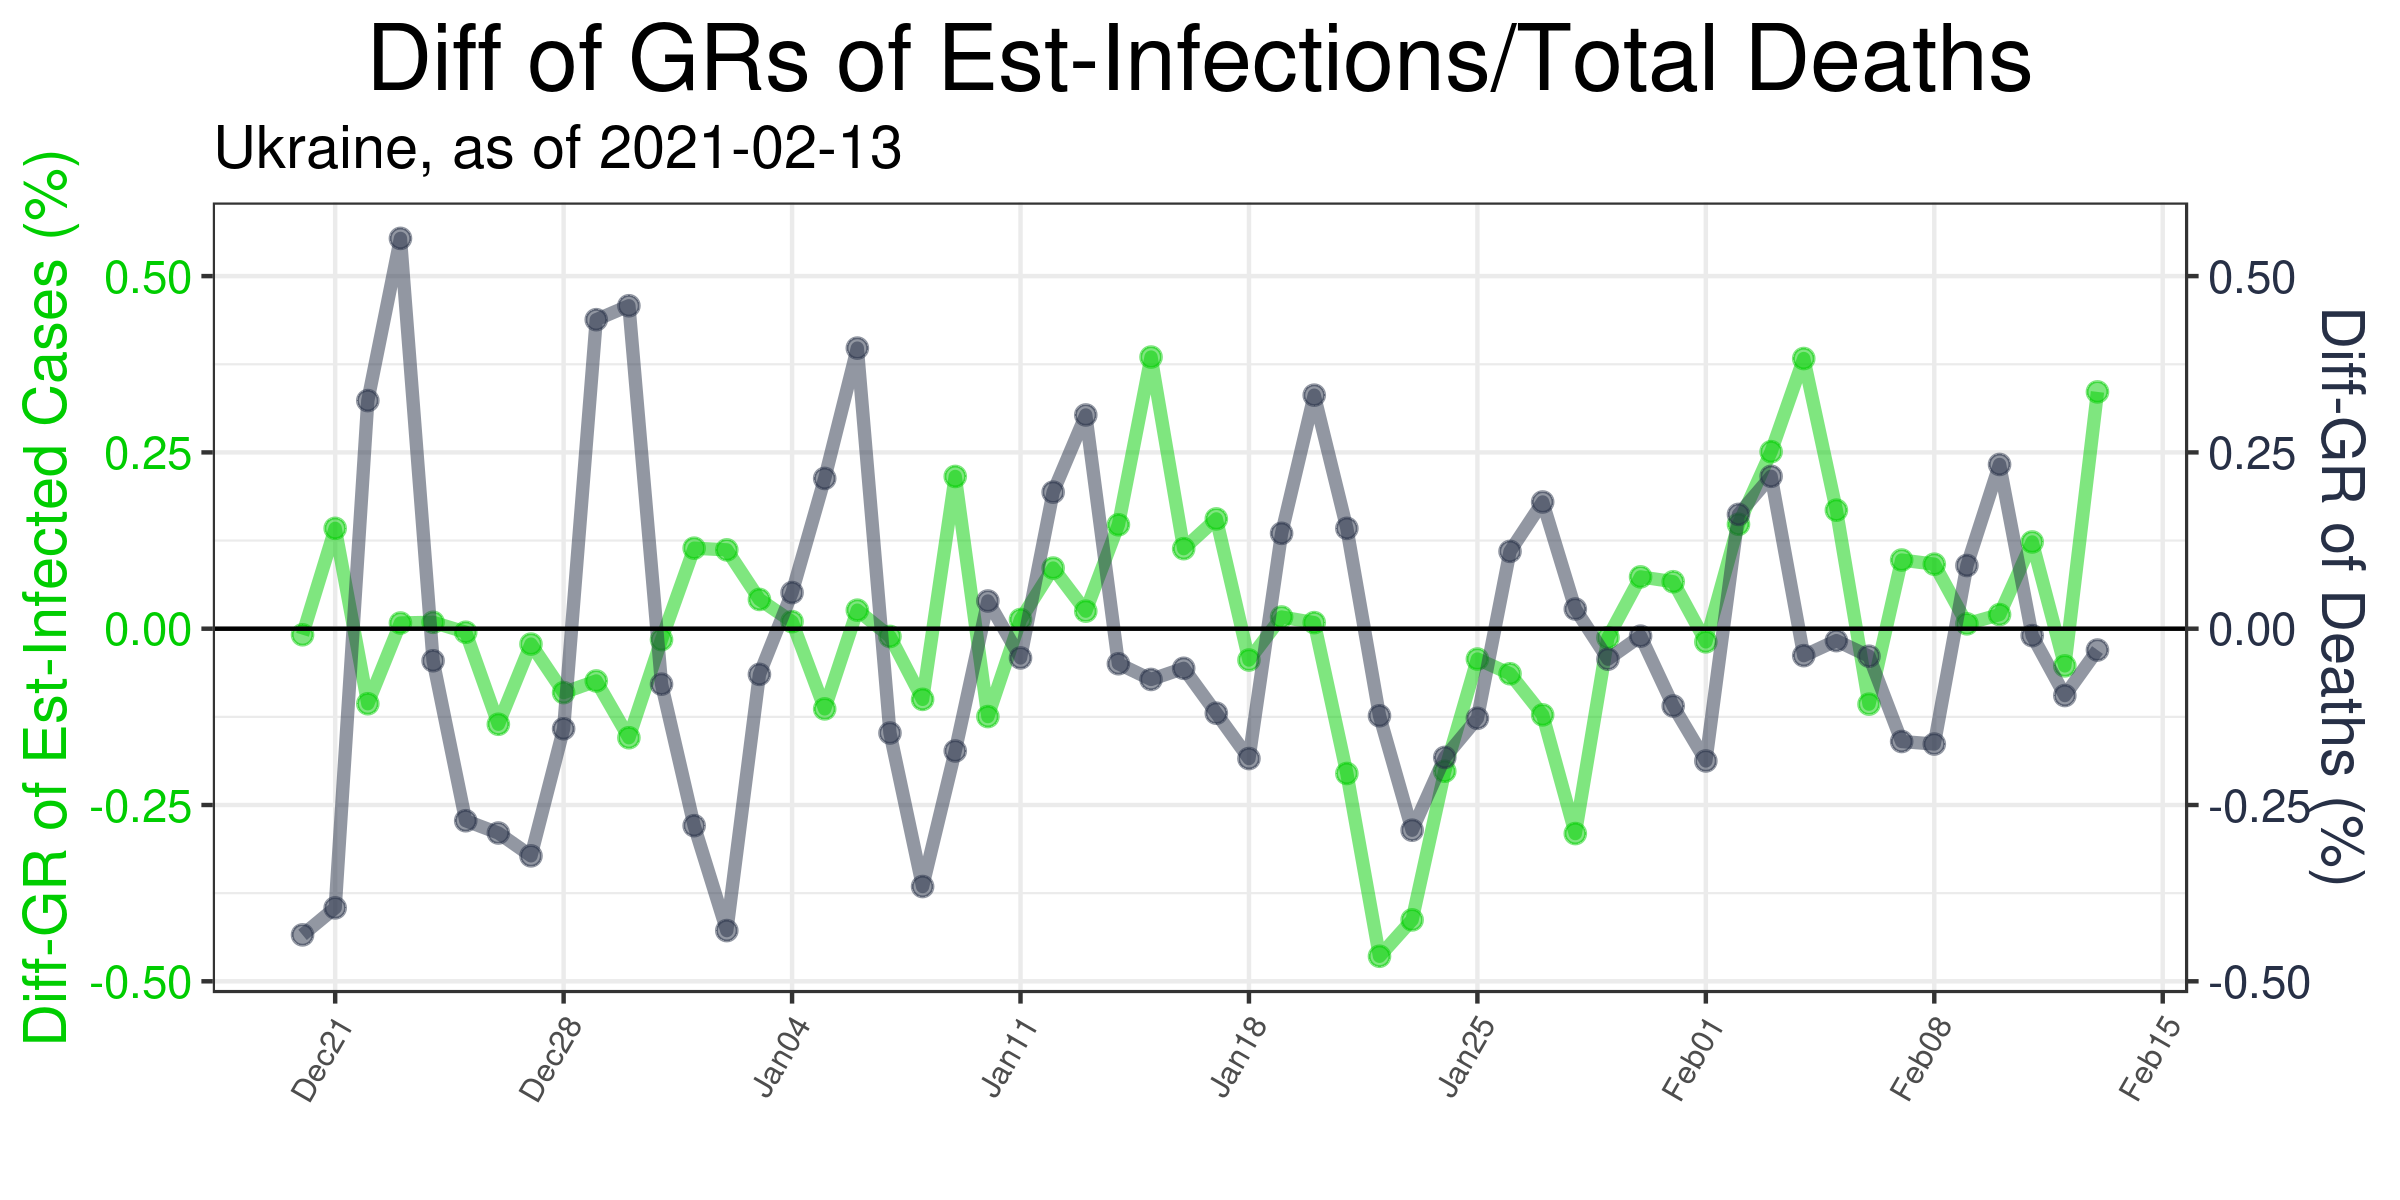 Diff of GRs of Est-Infections/Total Deaths
Ukraine, as of 2021-02-13
Diff-GR of Est-Infected Cases (%)
0.50
0.25
0.00
-0.25
-0.50
0.50
0.25
0.00
-0.25
-0.50
Diff-GR of Deaths (%)
Dec21
Dec28
Jan04
Jan11
Jan18
Jan25
Feb01
Feb08
Feb15